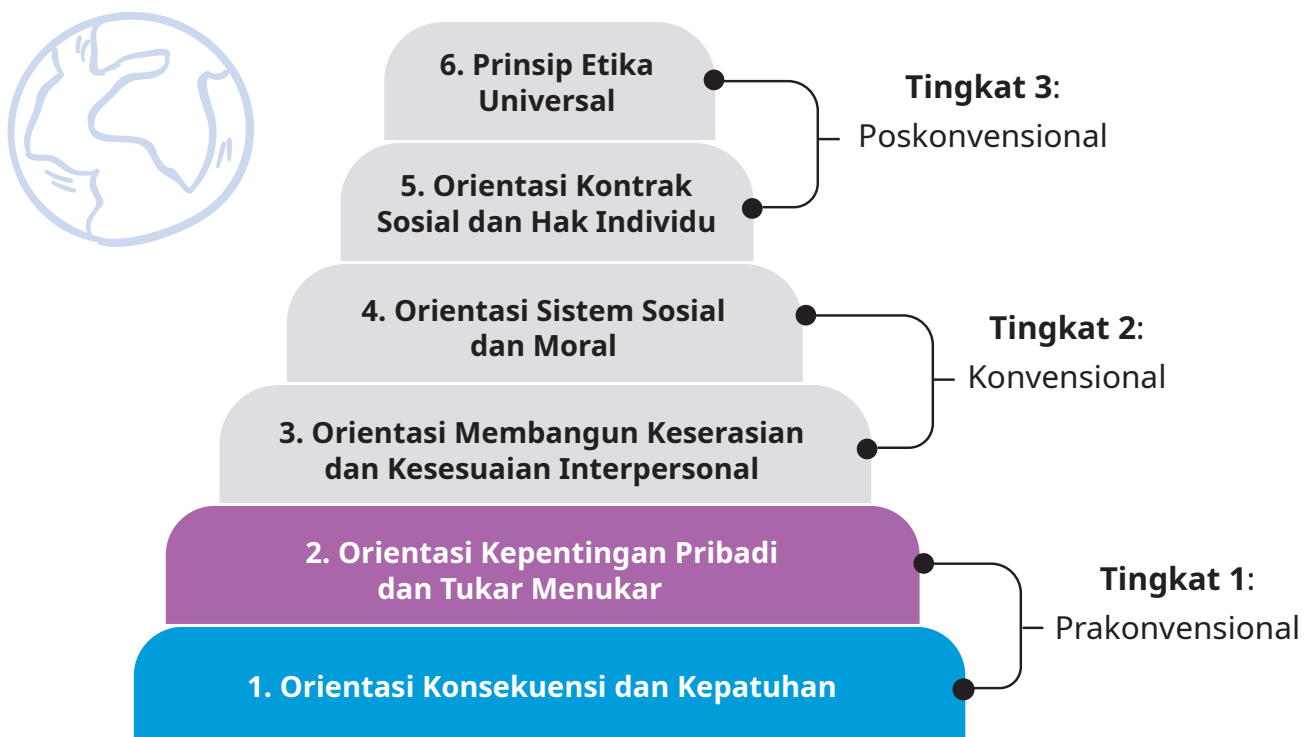 6. Prinsip Etika
Universal
Tingkat 3:
Poskonvensional
5. Orientasi Kontrak
Sosial dan Hak Individu
4. Orientasi Sistem Sosial
dan Moral
Tingkat 2:
Konvensional
3. Orientasi Membangun Keserasian
dan Kesesuaian Interpersonal
2. Orientasi Kepentingan Pribadi
dan Tukar Menukar
Tingkat 1:
Prakonvensional
1. Orientasi Konsekuensi dan Kepatuhan